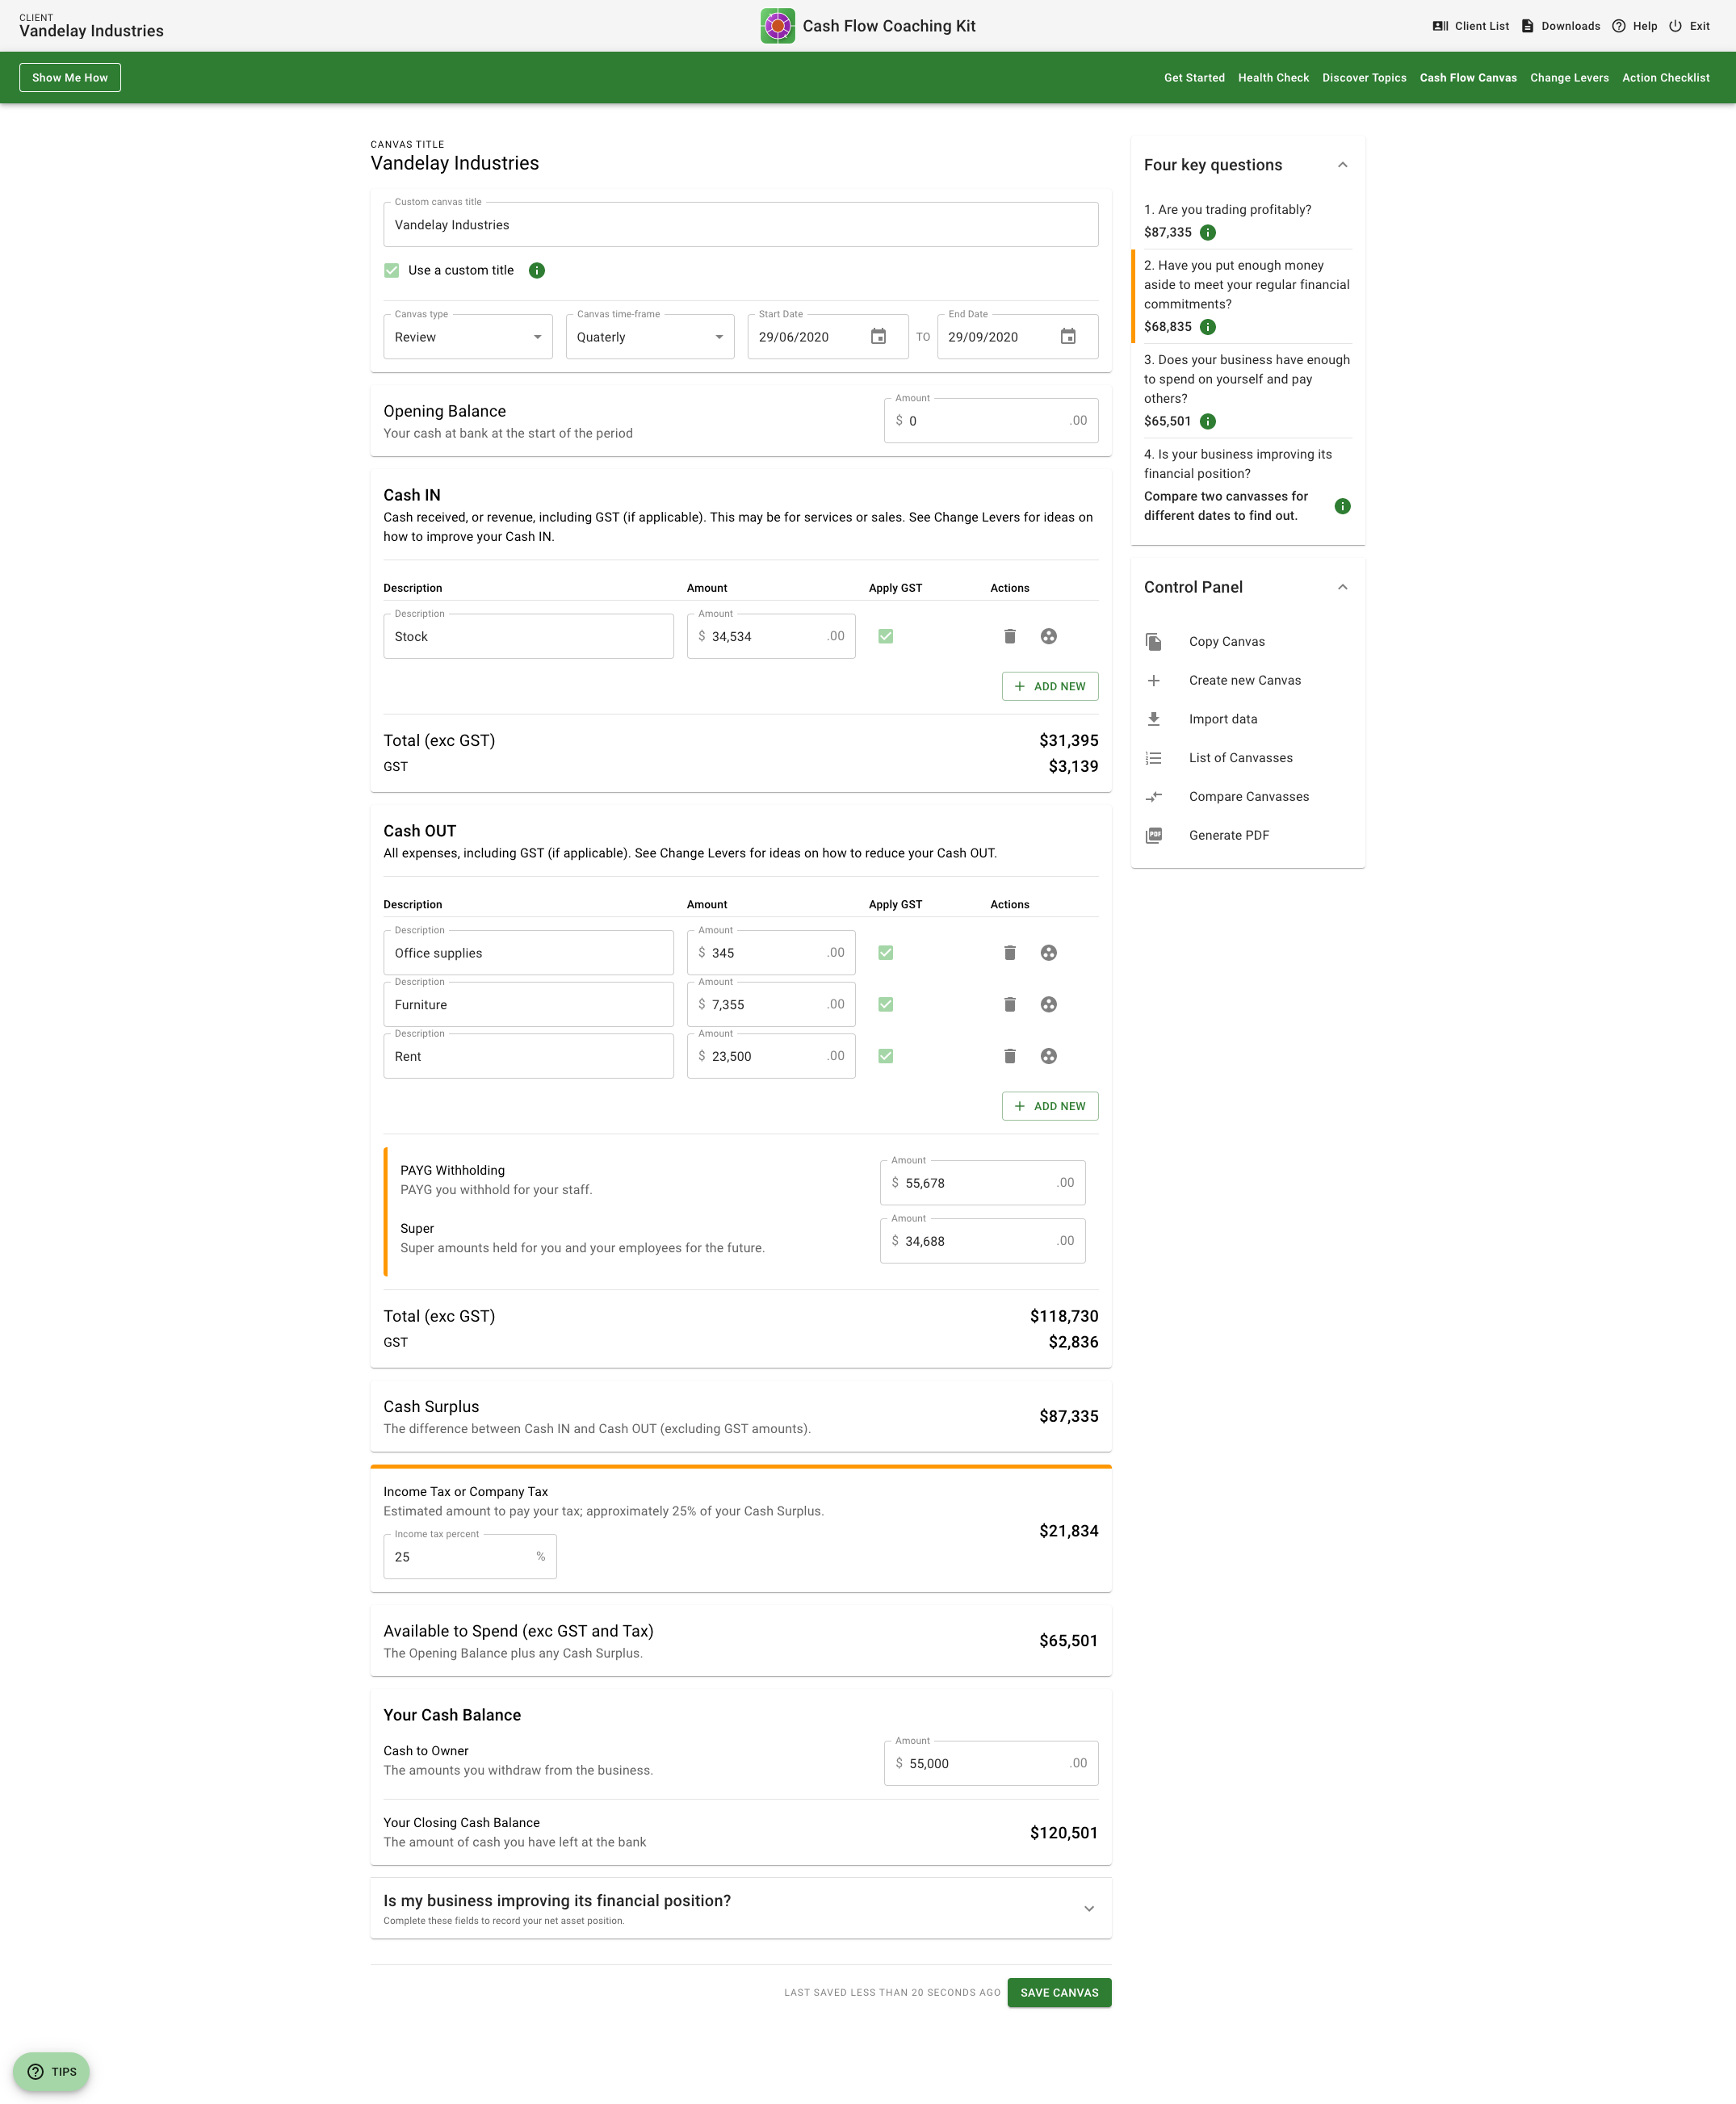 CLIENT
Vandelay Industries
Cash Flow Coaching Kit
Client List
Downloads
Help
Exit
Show Me How
Get Started
Health Check
Discover Topics
Cash Flow Canvas
Change Levers
Action Checklist
CANVAS TITLE
Vandelay Industries
Custom canvas title
Vandelay Industries
Use a custom title
Canvas type
Review
Canvas time-frame
Quaterly
Start Date
29/06/2020
TO
End Date
29/09/2020
Opening Balance
Your cash at bank at the start of the period
Amount
$ 0 .00
Cash IN
Cash received, or revenue, including GST (if applicable). This may be for services or sales. See Change Levers for ideas on
how to improve your Cash IN.
Description Amount Apply GST Actions
Description
Stock
Amount
$ 34,534 .00
ADD NEW
Total (exc GST) $31,395
GST $3,139
Cash OUT
All expenses, including GST (if applicable). See Change Levers for ideas on how to reduce your Cash OUT.
Description Amount Apply GST Actions
Description
Office supplies
Amount
$ 345 .00
Description
Furniture
Amount
$ 7,355 .00
Description
Rent
Amount
$ 23,500 .00
ADD NEW
PAYG Withholding
PAYG you withhold for your staff.
Amount
$ 55,678 .00
Super
Super amounts held for you and your employees for the future.
Amount
$ 34,688 .00
Total (exc GST) $118,730
GST $2,836
Cash Surplus
The difference between Cash IN and Cash OUT (excluding GST amounts).
$87,335
Income Tax or Company Tax
Estimated amount to pay your tax; approximately 25% of your Cash Surplus.
Income tax percent
25 %
$21,834
Available to Spend (exc GST and Tax)
The Opening Balance plus any Cash Surplus.
$65,501
Your Cash Balance
Cash to Owner
The amounts you withdraw from the business.
Amount
$ 55,000 .00
Your Closing Cash Balance
The amount of cash you have left at the bank
$120,501
Is my business improving its financial position?
Complete these fields to record your net asset position.
LAST SAVED LESS THAN 20 SECONDS AGO
SAVE CANVAS
Four key questions
1. Are you trading profitably?
$87,335
2. Have you put enough money
aside to meet your regular financial
commitments?
$68,835
3. Does your business have enough
to spend on yourself and pay
others?
$65,501
4. Is your business improving its
financial position?
Compare two canvasses for
different dates to find out.
Control Panel
Copy Canvas
Create new Canvas
Import data
List of Canvasses
Compare Canvasses
PDF
Generate PDF
TIPS